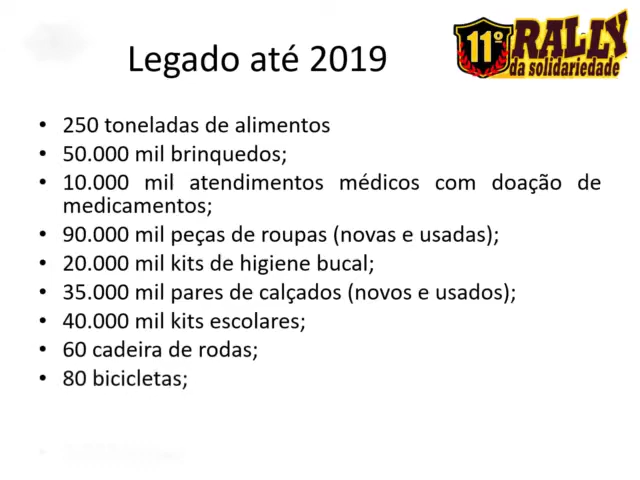 Legado até 2019
11º RALLY
da solidariedade
• 250 toneladas de alimentos
• 50.000 mil brinquedos;
• 10.000 mil atendimentos médicos com doação de
medicamentos;
• 90.000 mil peças de roupas (novas e usadas);
• 20.000 mil kits de higiene bucal;
• 35.000 mil pares de calçados (novos e usados);
• 40.000 mil kits escolares;
• 60 cadeira de rodas;
• 80 bicicletas;